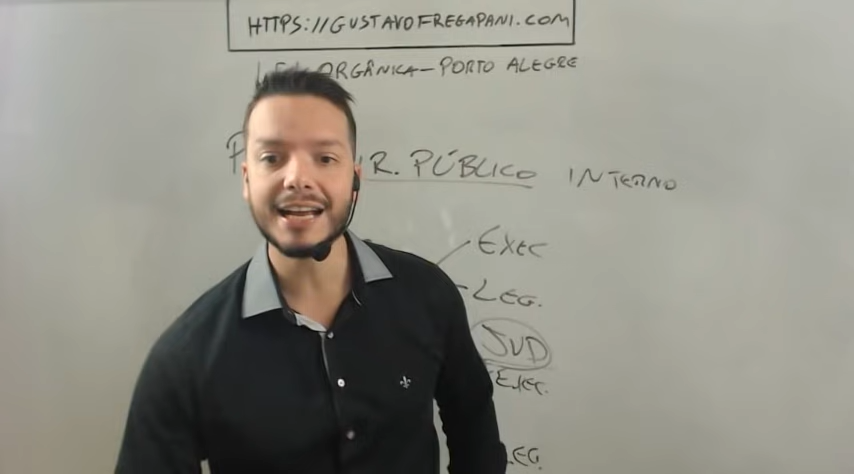 HTTPS://GUSTAVOFREGAPANI.COM
ORGÂNICA-PORTO ALEGRE
R. PÚBLICO INTERNO
EXEC
LEG.
JUD
EXEC.
LEG.